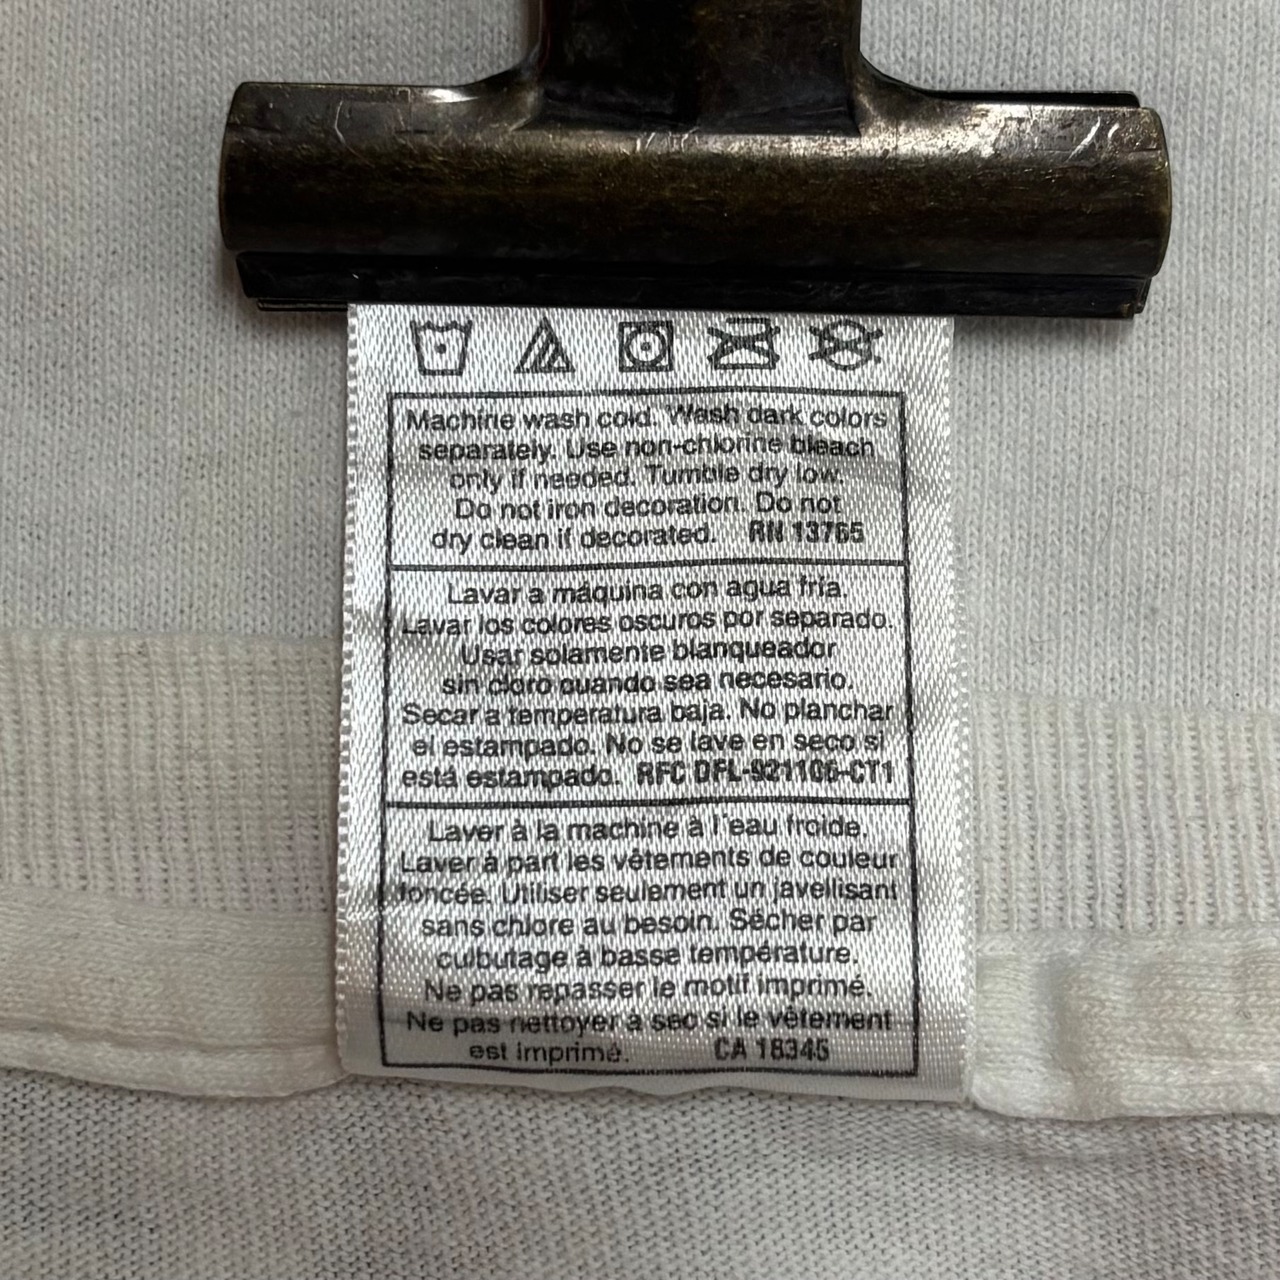 Machine wash cold. Wash dark colors
separately. Use non-chlorine bleach
only if needed. Tumble dry low.
Do not iron decoration. Do not
dry clean if decorated. RN 13765
Lavar a máquina con agua fría.
Lavar los colores oscuros por separado.
Usar solamente blanqueador
sin cloro cuando sea necesario.
Secar a temperatura baja. No planchar
el estampado. No se lave en seco si
está estampado. RFC DFL-921106-CT1
Laver à la machine à l'eau froide.
Laver à part les vêtements de couleur
foncée. Utiliser seulement un javellisant
sans chlore au besoin. Sécher par
culbutage à basse température.
Ne pas repasser le motif imprimé.
Ne pas nettoyer à sec si le vêtement
est imprimé. CA 18345